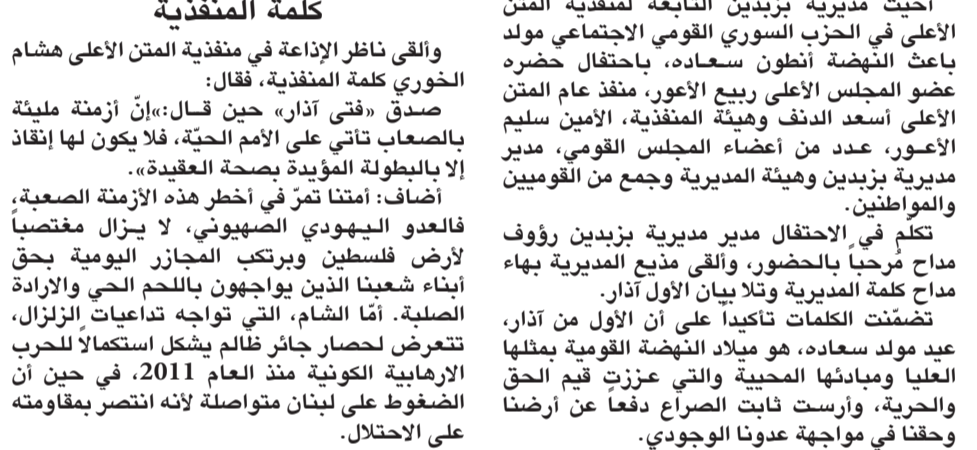 أحيت مديرية بزبدين التابعة لمنفذية المتن
الأعلى في الحزب السوري القومي الاجتماعي مولد
باعث النهضة أنطون سعاده، باحتفال حضره
عضو المجلس الأعلى ربيع الأعور، منفذ عام المتن
الأعلى أسعد الدنف وهيئة المنفذية، الأمين سليم
الأعور، عدد من أعضاء المجلس القومي، مدير
مديرية بزبدين وهيئة المديرية وجمع من القوميين
والمواطنين.
تكلّم في الاحتفال مدير مديرية بزبدين رؤوف
مداح مُرحباً بالحضور، وألقى مذيع المديرية بهاء
مداح كلمة المديرية وتلا بيان الأول آذار.
تضمّنت الكلمات تأكيداً على أن الأول من آذار،
عيد مولد سعاده، هو ميلاد النهضة القومية بمثلها
العليا ومبادئها المحيية والتي عززت قيم الحق
والحرية، وأرست ثابت الصراع دفعاً عن أرضنا
وحقنا في مواجهة عدونا الوجودي.
كلمة المنفذية
وألقى ناظر الإذاعة في منفذية المتن الأعلى هشام
الخوري كلمة المنفذية، فقال:
صدق «فتى آذار» حين قال:»إنّ أزمنة مليئة
بالصعاب تأتي على الأمم الحيّة، فلا يكون لها إنقاذ
إلا بالبطولة المؤيدة بصحة العقيدة».
أضاف: أمتنا تمرّ في أخطر هذه الأزمنة الصعبة،
فالعدو اليهودي الصهيوني، لا يزال مغتصباً
لأرض فلسطين ويرتكب المجازر اليومية بحق
أبناء شعبنا الذين يواجهون باللحم الحي والارادة
الصلبة. أمّا الشام، التي تواجه تداعيات الزلزال،
تتعرض لحصار جائر ظالم يشكل استكمالاً للحرب
الارهابية الكونية منذ العام 2011، في حين أن
الضغوط على لبنان متواصلة لأنه انتصر بمقاومته
على الاحتلال.